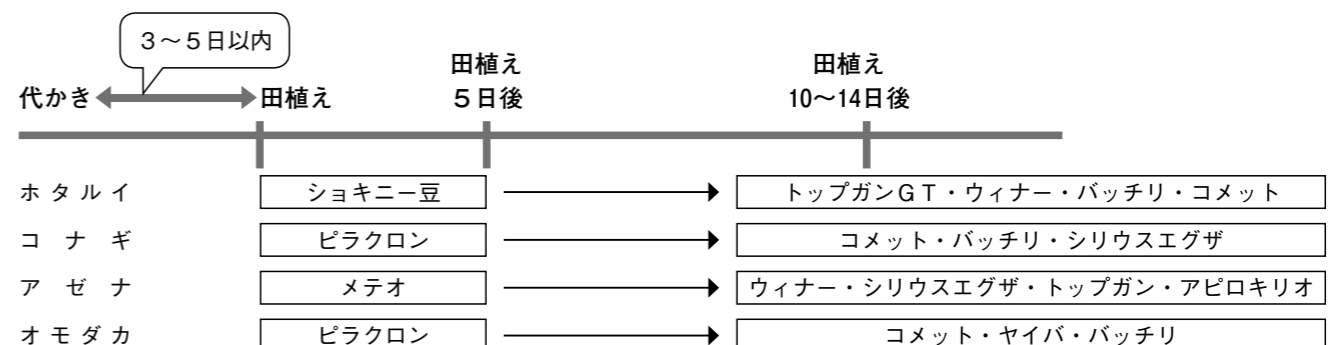 ３～５日以内
代かき
田植え
田植え
５日後
田植え
10～14日後
ホタルイ
ショキニー豆
トップガンＧＴ・ウィナー・バッチリ・コメット
コナギ
ピラクロン
コメット・バッチリ・シリウスエグザ
アゼナ
メテオ
ウィナー・シリウスエグザ・トップガン・アピロキリオ
オモダカ
ピラクロン
コメット・ヤイバ・バッチリ